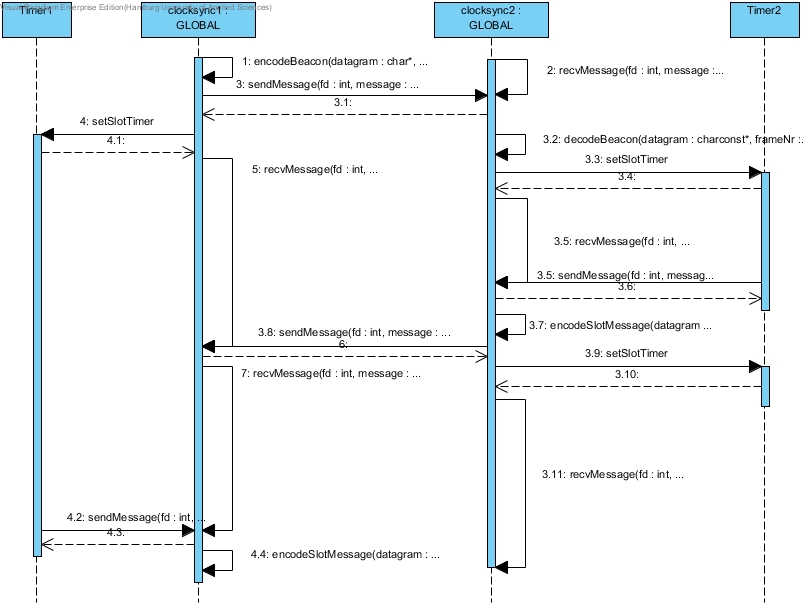 Visual Paradigm Enterprise Edition(Hamburg University of Applied Sciences)
Timer1
clocksync1 :
GLOBAL
clocksync2 :
GLOBAL
Timer2
1: encodeBeacon(datagram : char*, ...
2: recvMessage(fd : int, message :...
3: sendMessage(fd : int, message : ...
3.1:
4: setSlotTimer
4.1:
3.2: decodeBeacon(datagram : charconst*, frameNr :..
3.3: setSlotTimer
5: recvMessage(fd : int, ...
3.4:
3.5: recvMessage(fd : int, ...
3.5: sendMessage(fd : int, messag...
3.6:
3.7: encodeSlotMessage(datagram ...
3.8: sendMessage(fd : int, message : ...
6:
3.9: setSlotTimer
7: recvMessage(fd : int, message : ...
3.10:
3.11: recvMessage(fd : int, ...
4.2: sendMessage(fd : int, ...
4.3:
4.4: encodeSlotMessage(datagram : ...